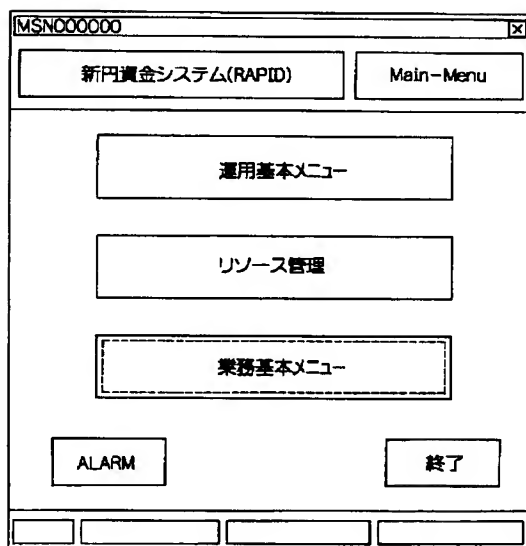 MSN000000
新円資金システム(RAPID)
Main-Menu
運用基本メニュー
リソース管理
業務基本メニュー
ALARM
終了